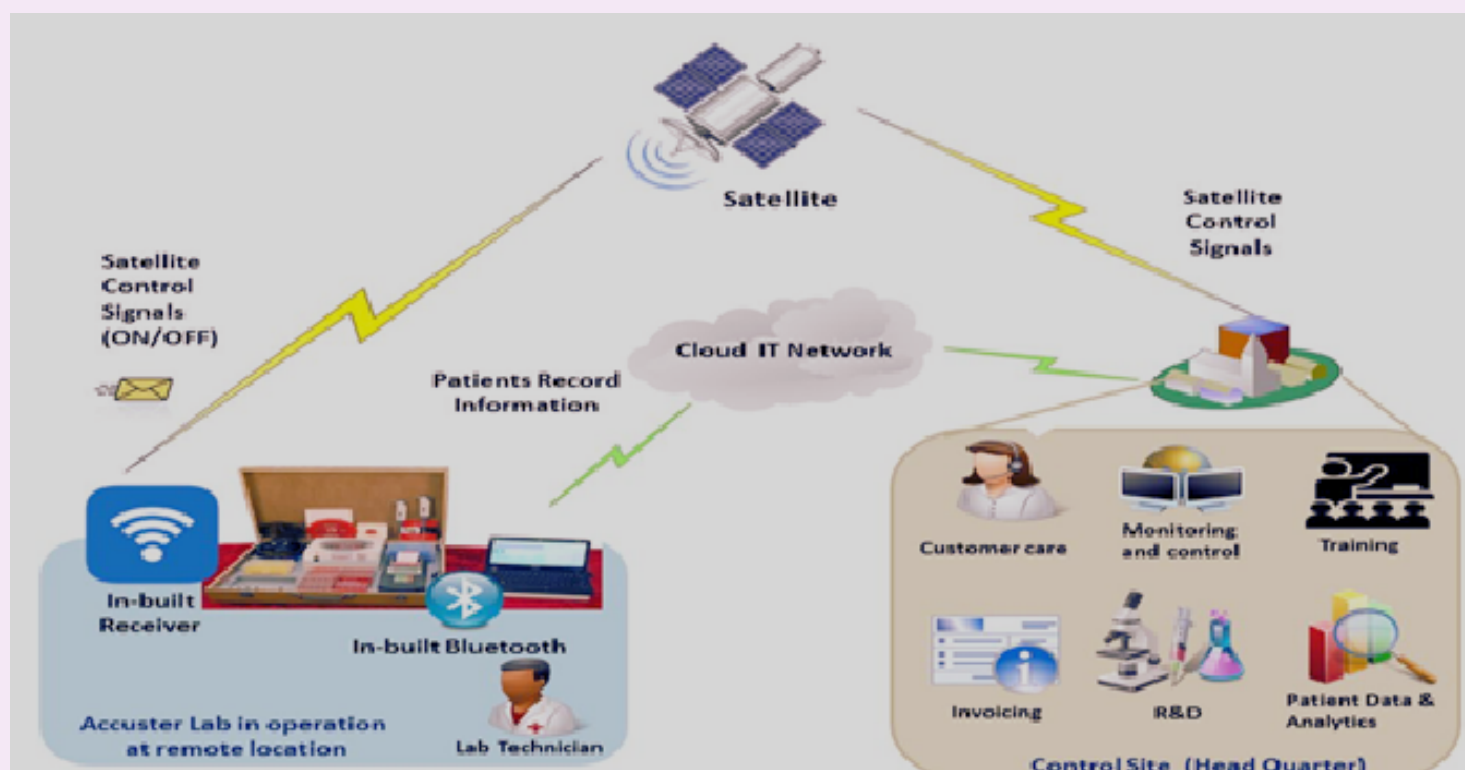 Satellite
Satellite
Control
Signals
Satellite
Control
Signals
(ON/OFF)
Cloud IT Network
Patients Record
Information
In-built
Receiver
In-built Bluetooth
Accuster Lab in operation
at remote location
Lab Technician
Customer care
Monitoring
and control
Training
Invoicing
R&D
Patient Data &
Analytics
Control Site (Head Quarter)